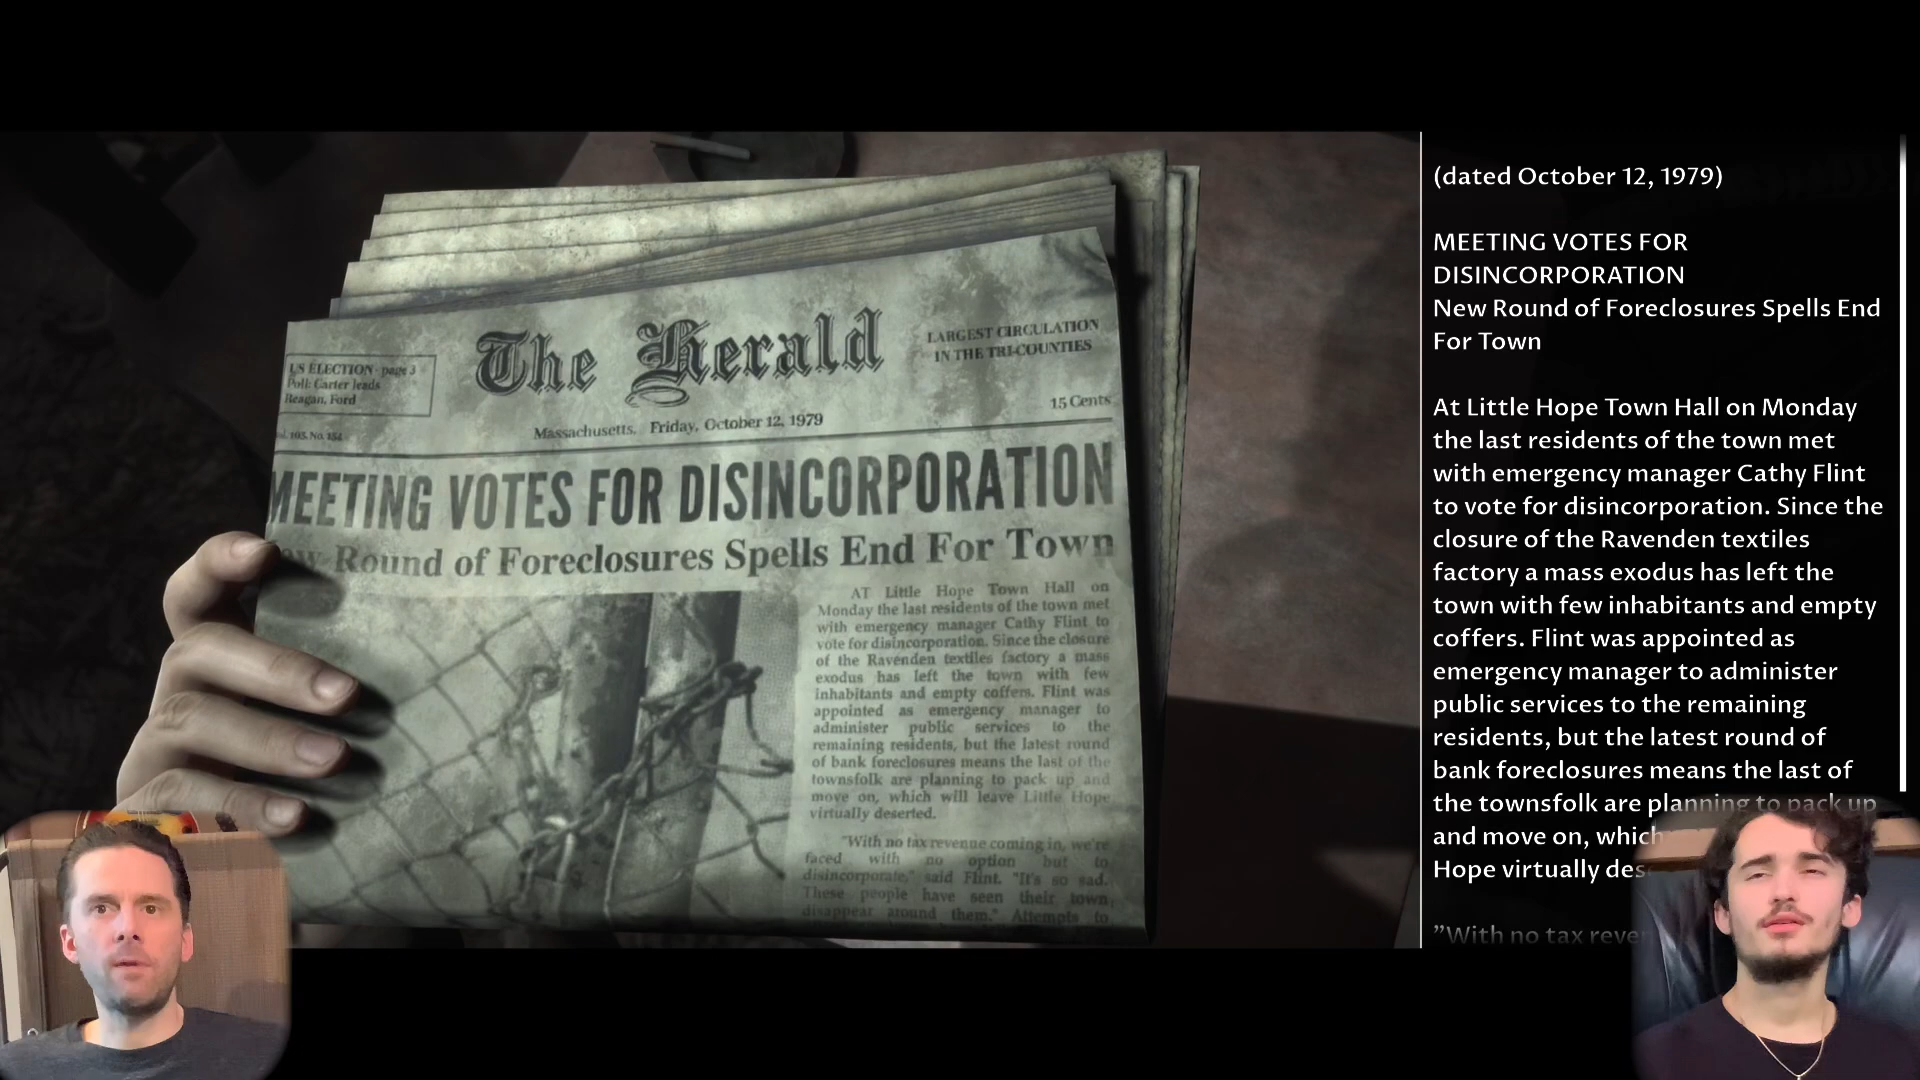 US ELECTION - page 3
Poll: Carter leads
Reagan, Ford
The Herald
LARGEST CIRCULATION
IN THE TRI-COUNTIES
15 Cents
Massachusetts. Friday, October 12, 1979
MEETING VOTES FOR DISINCORPORATION
Round of Foreclosures Spells End For Town
AT Little Hope Town Hall on
Monday the last residents of the town met
with emergency manager Cathy Flint to
vote for disincorporation. Since the closure
of the Ravenden textiles factory a mass
exodus has left the town with few
inhabitants and empty coffers. Flint was
appointed as emergency manager to
administer public services to the
remaining residents, but the latest round
of bank foreclosures means the last of the
townsfolk are planning to pack up and
move on, which will leave Little Hope
virtually deserted.
"With no tax revenue coming in, we're
faced with no option but to
disincorporate," said Flint. "It's so sad.
These people have seen their town
disappear around them." Attempts to
(dated October 12, 1979)
MEETING VOTES FOR
DISINCORPORATION
New Round of Foreclosures Spells End
For Town
At Little Hope Town Hall on Monday
the last residents of the town met
with emergency manager Cathy Flint
to vote for disincorporation. Since the
closure of the Ravenden textiles
factory a mass exodus has left the
town with few inhabitants and empty
coffers. Flint was appointed as
emergency manager to administer
public services to the remaining
residents, but the latest round of
bank foreclosures means the last of
the townsfolk are planning to pack up
and move on, which
Hope virtually des
"With no tax reve